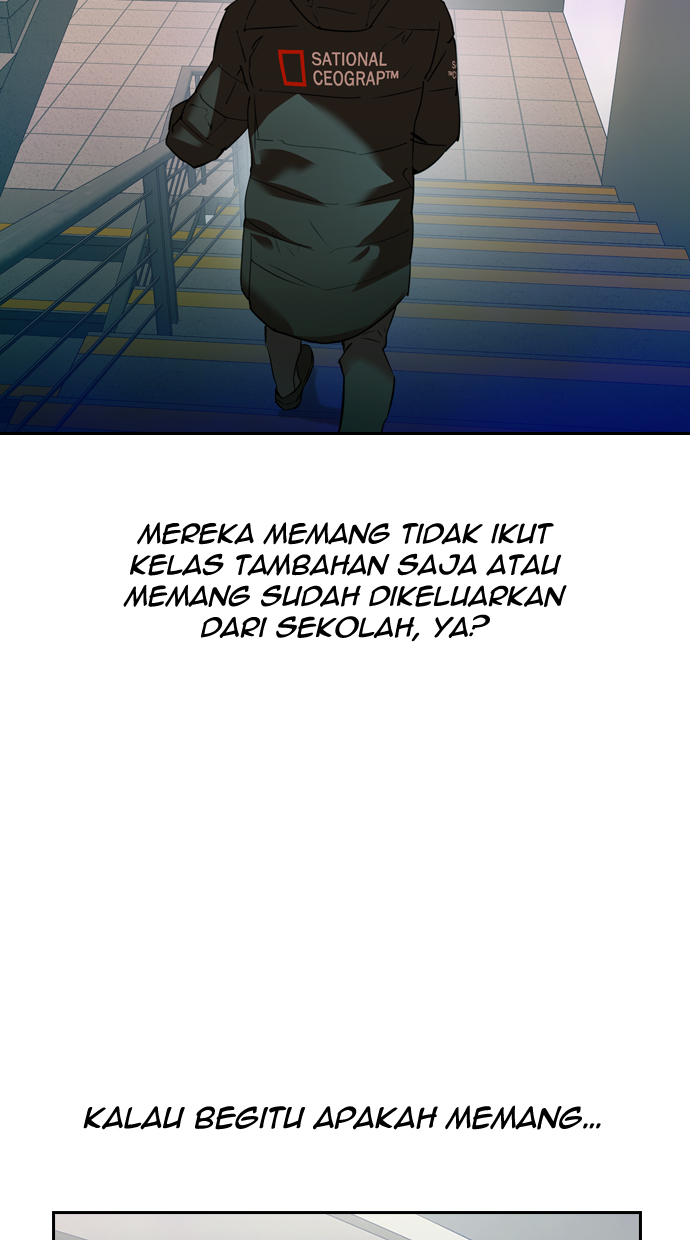 SATIONAL
CEOGRAP™
MEREKA MEMANG TIDAK IKUT
KELAS TAMBAHAN SAJA ATAU
MEMANG SUDAH DIKELUARKAN
DARI SEKOLAH, YA?
KALAU BEGITU APAKAH MEMANG...